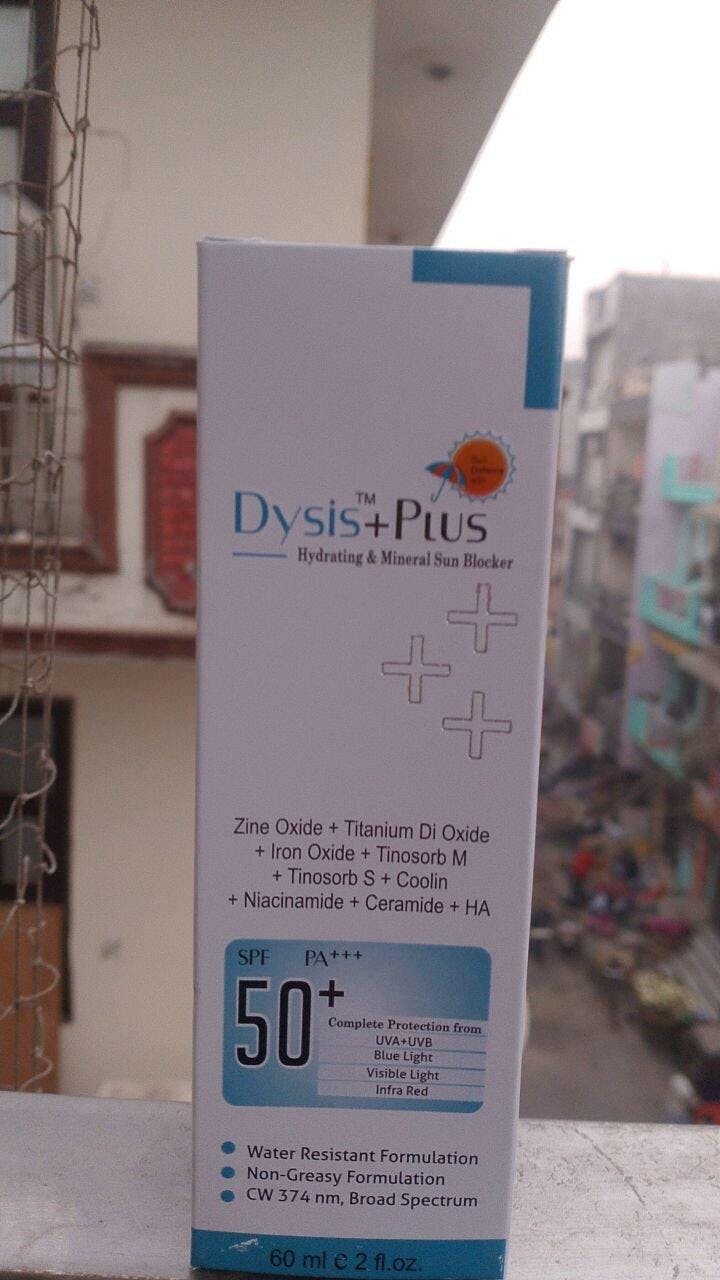 Dysis™+Plus
Hydrating & Mineral Sun Blocker
Zine Oxide + Titanium Di Oxide
+ Iron Oxide + Tinosorb M
+ Tinosorb S + Coolin
+ Niacinamide + Ceramide + HA
SPF PA+++
50+
Complete Protection from
UVA+UVB
Blue Light
Visible Light
Infra Red
Water Resistant Formulation
Non-Greasy Formulation
CW 374 nm, Broad Spectrum
60 ml e 2 fl.oz.